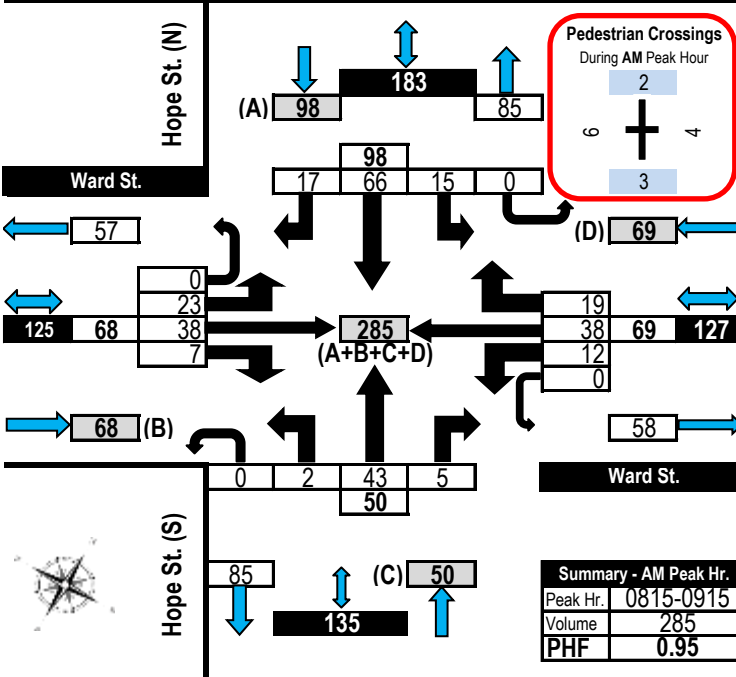 Hope St. (N)
Ward St.
(A) 98
183
85
98
17 66 15 0
Pedestrian Crossings
During AM Peak Hour
2
6 4
3
57
(D) 69
0
23
38
7
125 68
285
(A+B+C+D)
19
38
12
0
69 127
68 (B)
58
Ward St.
0 2 43 5
50
Hope St. (S)
85
135
(C) 50
Summary - AM Peak Hr.
Peak Hr. 0815-0915
Volume 285
PHF 0.95